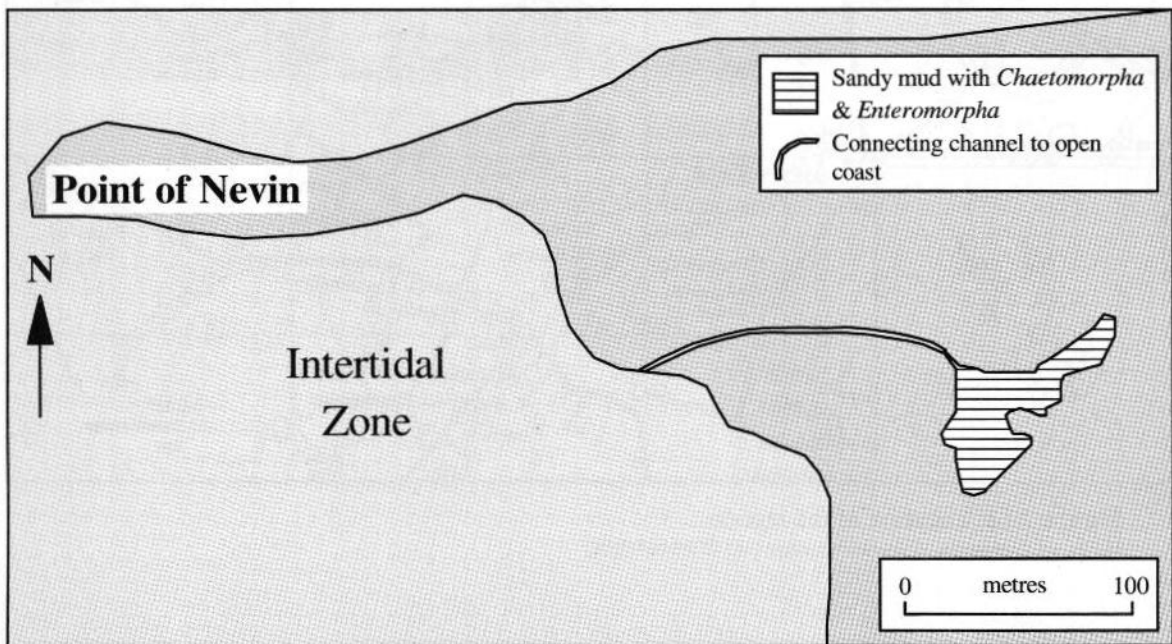 Sandy mud with Chaetomorpha
& Enteromorpha
Connecting channel to open
coast
Point of Nevin
N
Intertidal
Zone
0 metres 100